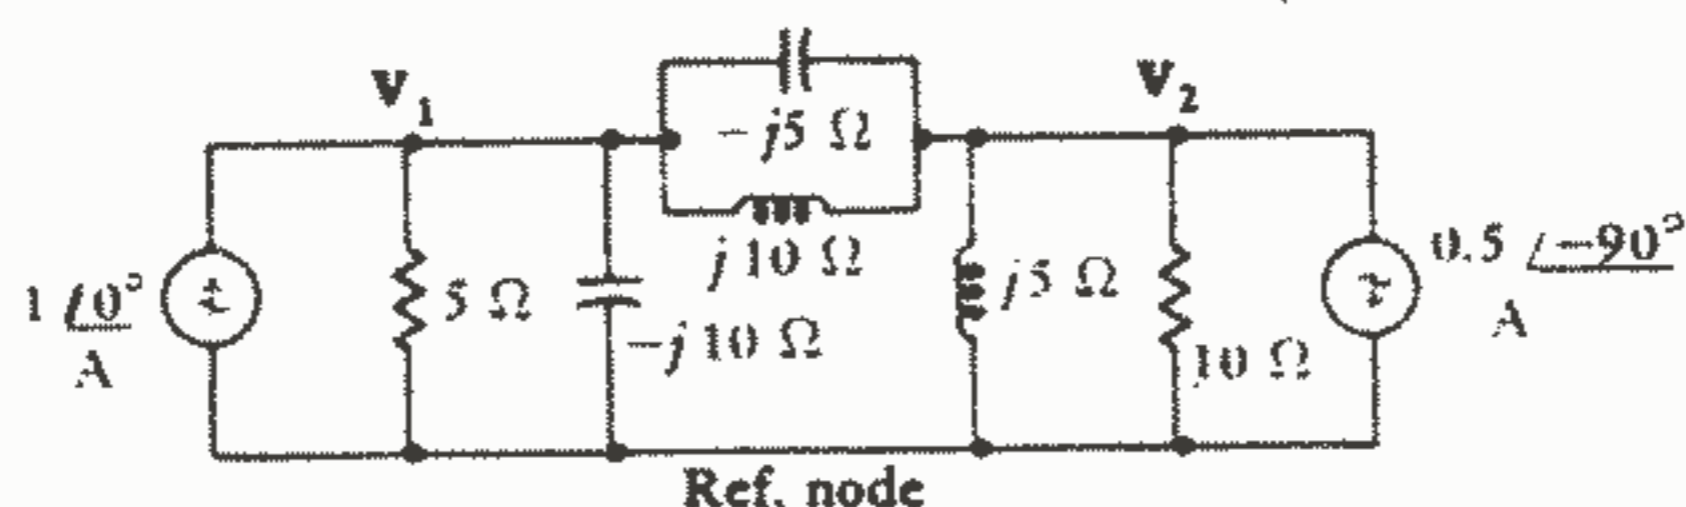 V₁
V₂
−j5 Ω
j10 Ω
1 /0°
A
5 Ω
−j10 Ω
j5 Ω
10 Ω
0.5 /−90°
A
Ref. node